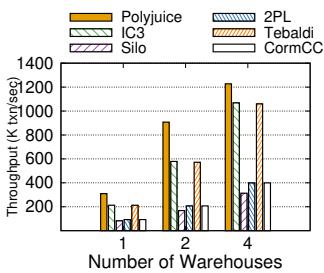 Polyjuice 2PL
IC3 Tebaldi
Silo CormCC
1400
1200
1000
800
600
400
200
Throughput (K txn/sec)
1 2 4
Number of Warehouses